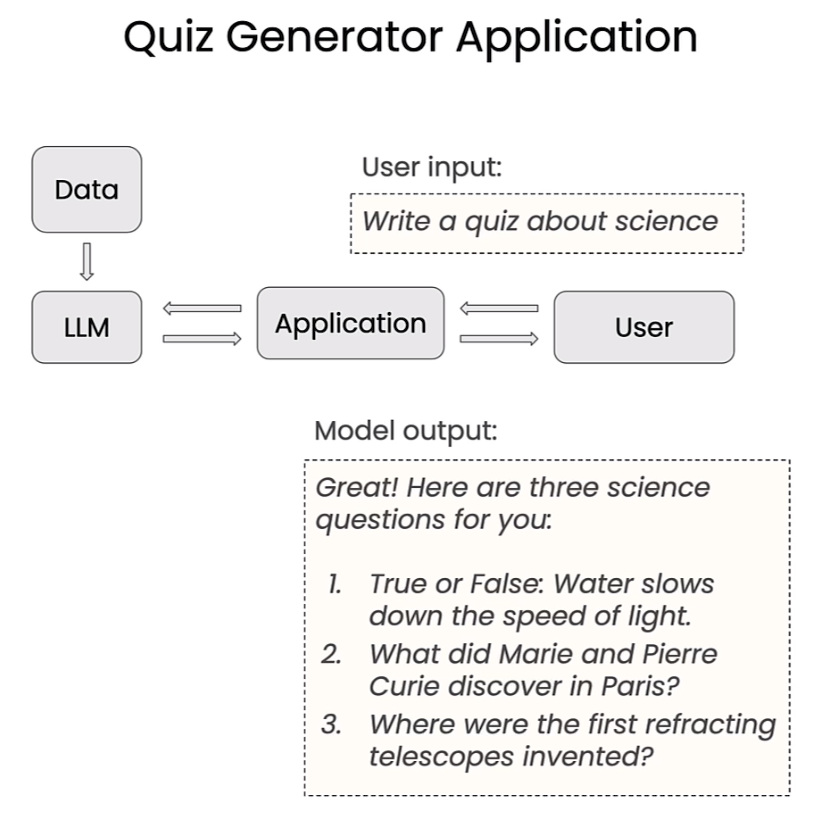 Quiz Generator Application
Data
User input:
Write a quiz about science
LLM
Application
User
Model output:
Great! Here are three science
questions for you:
1. True or False: Water slows
down the speed of light.
2. What did Marie and Pierre
Curie discover in Paris?
3. Where were the first refracting
telescopes invented?